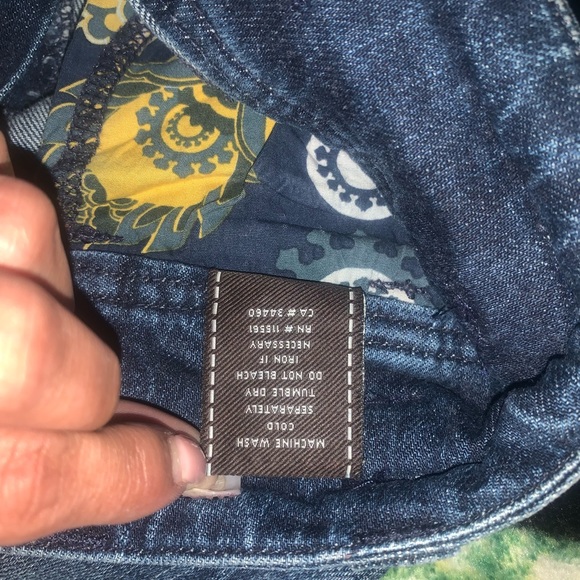 MACHINE WASH
COLD
SEPARATELY
TUMBLE DRY
DO NOT BLEACH
IRON IF
NECESSARY
RN # 115561
CA # 34460